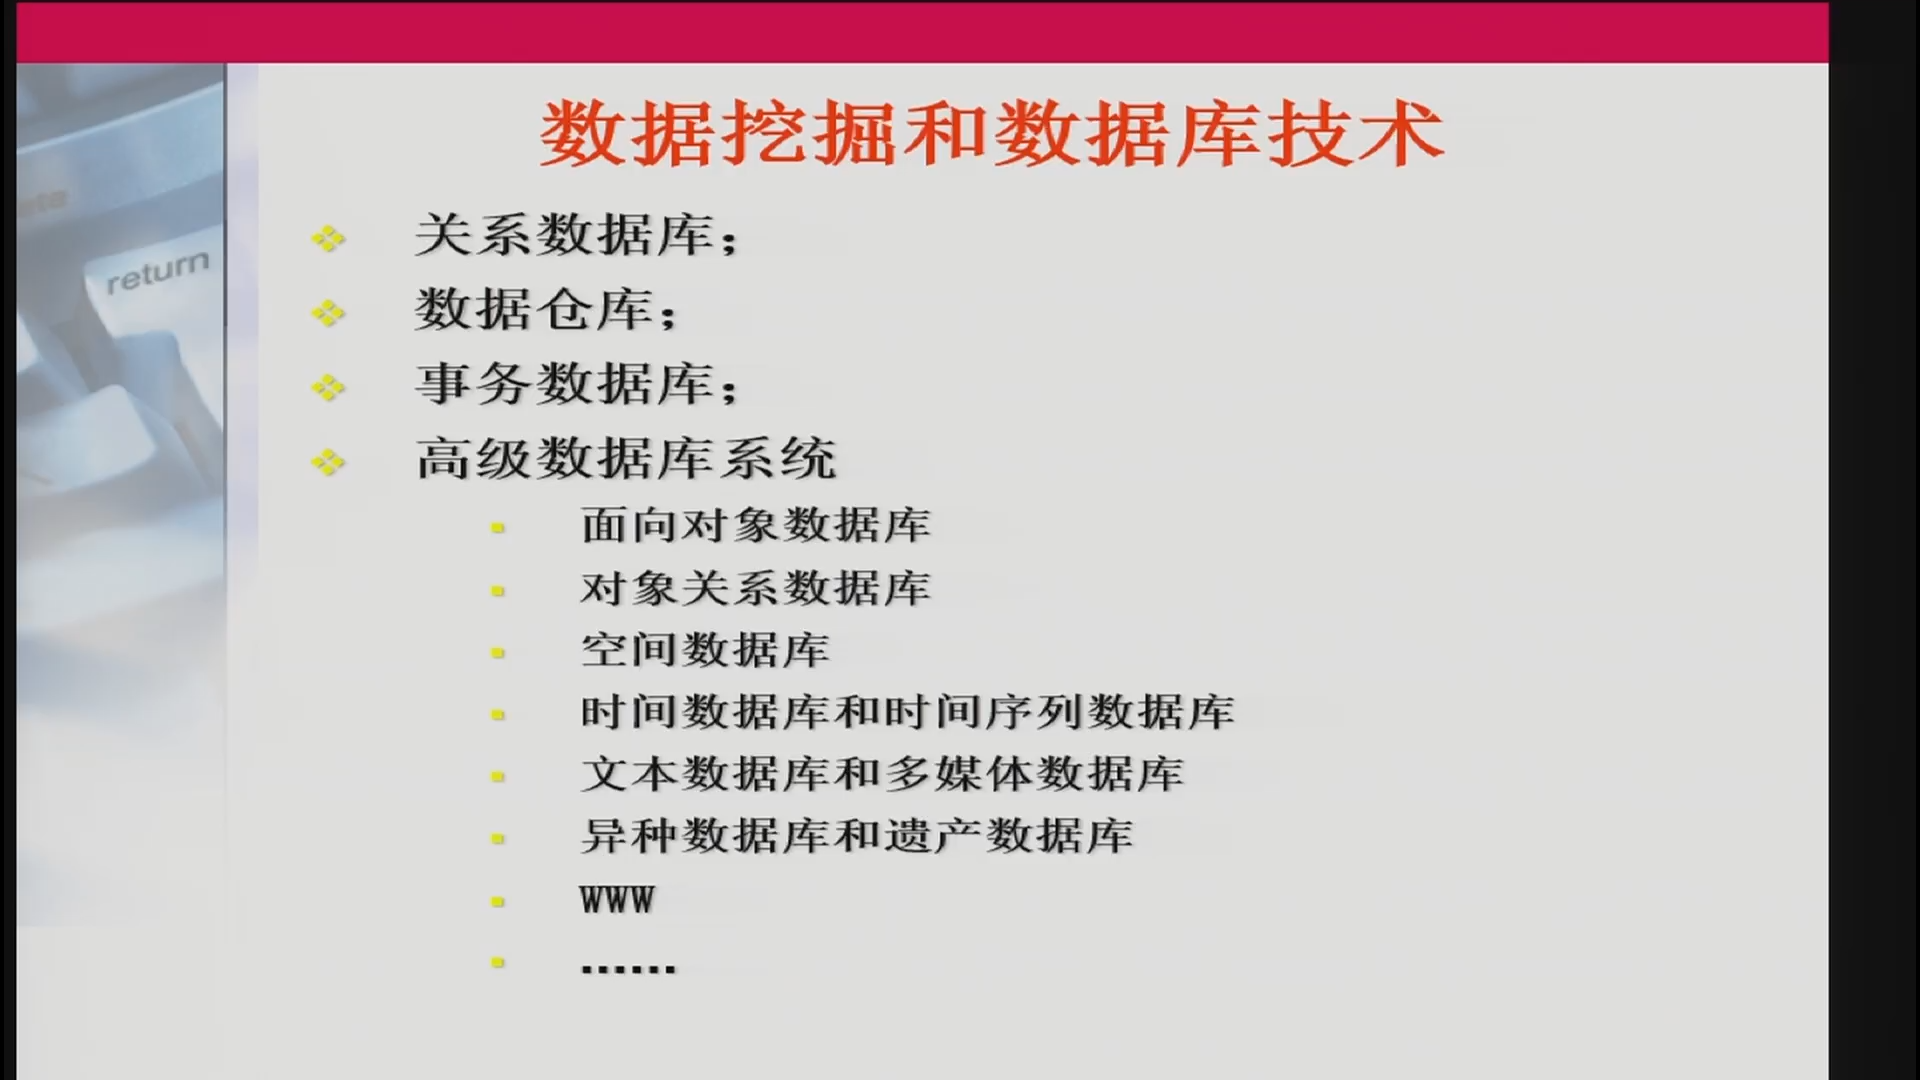 数据挖掘和数据库技术
关系数据库；
数据仓库；
事务数据库；
高级数据库系统
面向对象数据库
对象关系数据库
空间数据库
时间数据库和时间序列数据库
文本数据库和多媒体数据库
异种数据库和遗产数据库
WWW
……
return